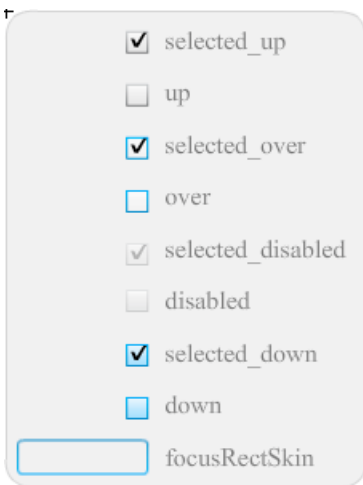 selected_up
up
selected_over
over
selected_disabled
disabled
selected_down
down
focusRectSkin